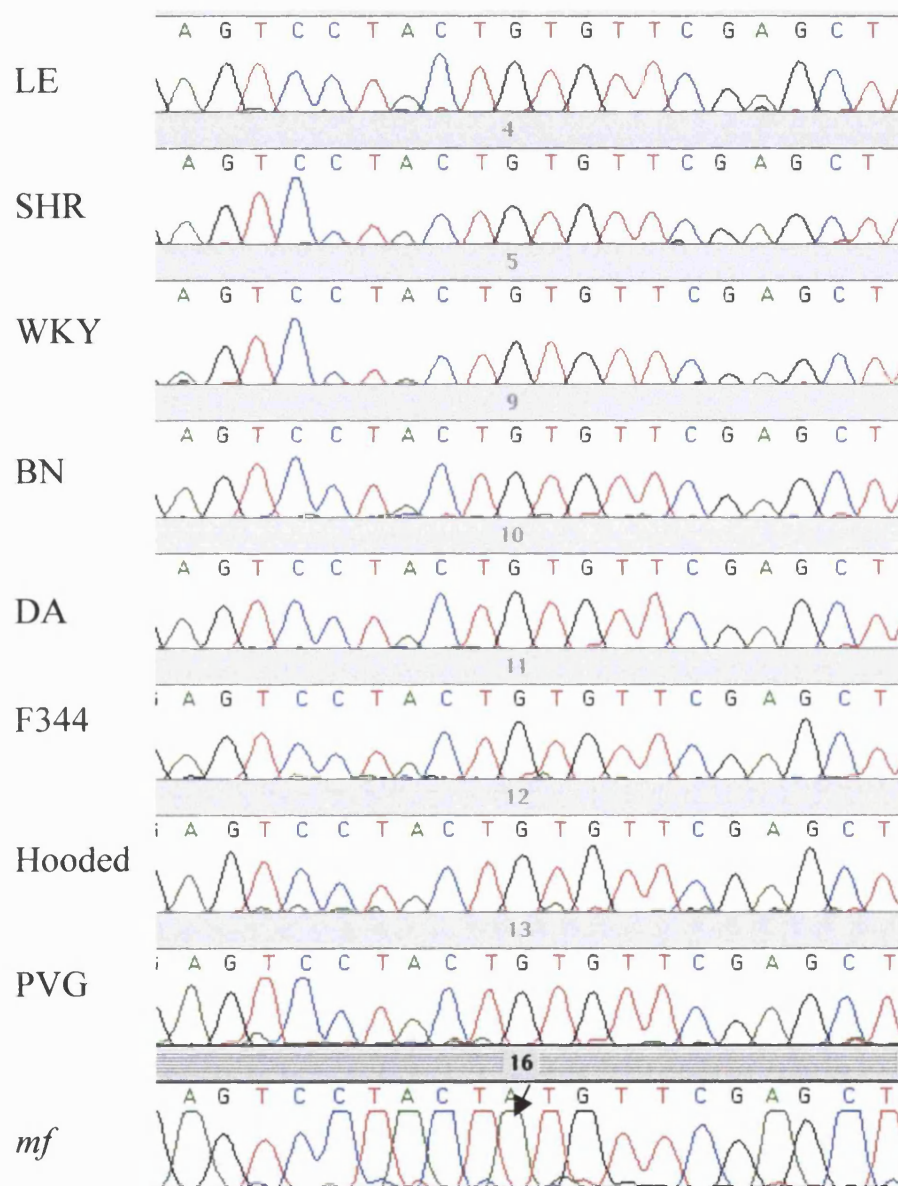 A G T C C T A C T G T G T T C G A G C T
LE
4
A G T C C T A C T G T G T T C G A G C T
SHR
5
A G T C C T A C T G T G T T C G A G C T
WKY
9
A G T C C T A C T G T G T T C G A G C T
BN
10
A G T C C T A C T G T G T T C G A G C T
DA
11
A G T C C T A C T G T G T T C G A G C T
F344
12
A G T C C T A C T G T G T T C G A G C T
Hooded
13
A G T C C T A C T G T G T T C G A G C T
PVG
16
A G T C C T A C T A T G T T C G A G C T
mf